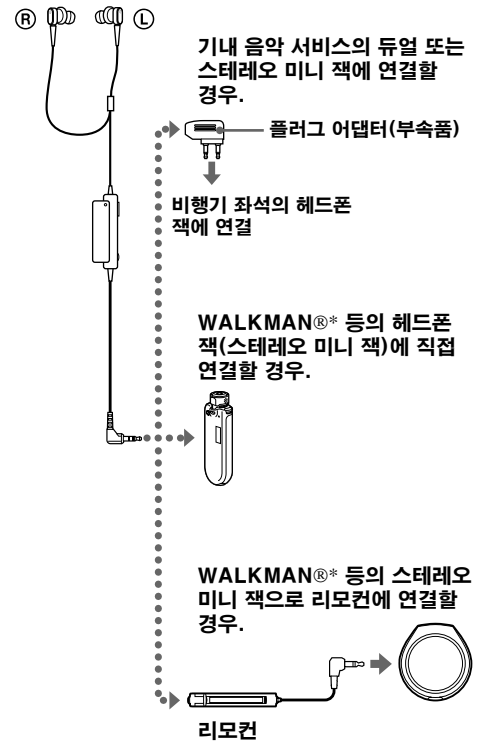 R L
기내 음악 서비스의 듀얼 또는
스테레오 미니 잭에 연결할
경우.
플러그 어댑터(부속품)
비행기 좌석의 헤드폰
잭에 연결
WALKMAN®* 등의 헤드폰
잭(스테레오 미니 잭)에 직접
연결할 경우.
WALKMAN®* 등의 스테레오
미니 잭으로 리모컨에 연결할
경우.
리모컨